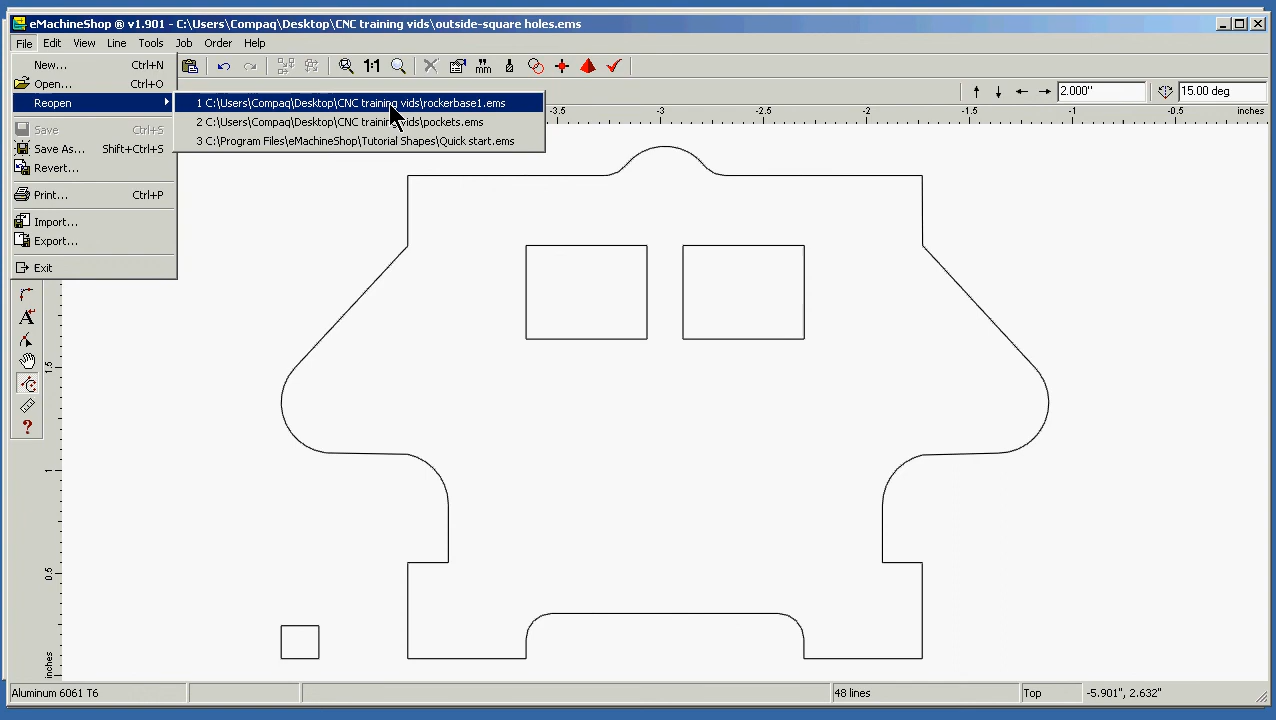 eMachineShop ® v1.901 - C:\Users\Compaq\Desktop\CNC training vids\outside-square holes.ems
File Edit View Line Tools Job Order Help
New... Ctrl+N
Open... Ctrl+O
Reopen
Save Ctrl+S
Save As... Shift+Ctrl+S
Revert...
Print... Ctrl+P
Import...
Export...
Exit
1 C:\Users\Compaq\Desktop\CNC training vids\rockerbase1.ems
2 C:\Users\Compaq\Desktop\CNC training vids\pockets.ems
3 C:\Program Files\eMachineShop\Tutorial Shapes\Quick start.ems
1:1
mm
2.000" 15.00 deg
-3.5 -3 -2.5 -2 -1.5 -1 inches
A
?
1.5
1
0.5
inches
Aluminum 6061 T6 48 lines Top -5.901", 2.632"